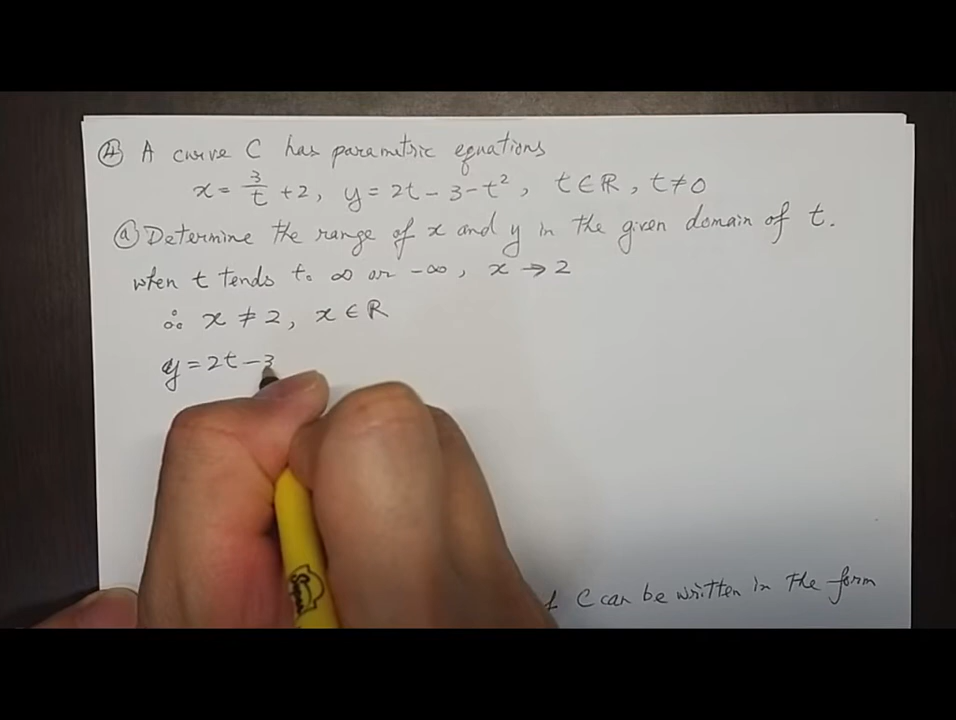 ④ A curve C has parametric equations
x = 3/t + 2, y = 2t - 3 - t², t ∈ ℝ, t ≠ 0
ⓐ Determine the range of x and y in the given domain of t.
when t tends to ∞ or -∞, x → 2
∴ x ≠ 2, x ∈ ℝ
y = 2t - 3
C can be written in the form